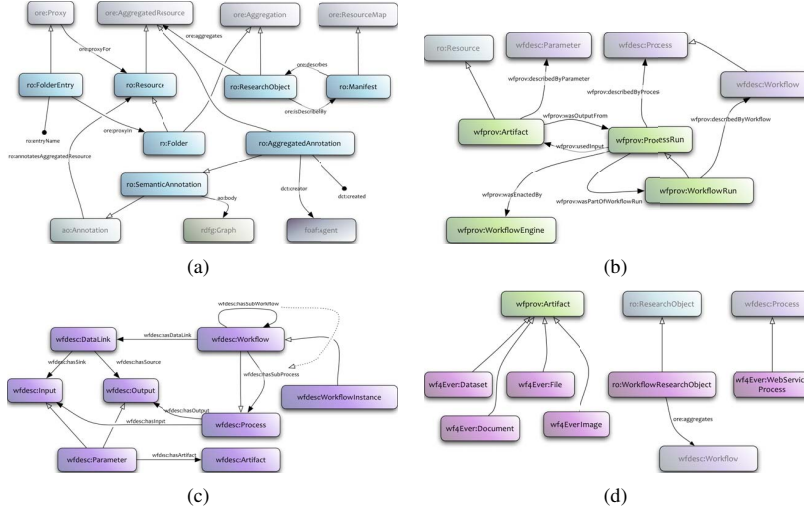 ore:Proxy
ore:AggregatedResource
ore:Aggregation
ore:ResourceMap
ore:proxyFor
ore:aggregates
ore:describes
ro:FolderEntry
ro:Resource
ro:ResearchObject
ro:Manifest
ore:isDescribedBy
ro:entryName
ore:proxyIn
ro:Folder
ro:AggregatedAnnotation
ro:annotatesAggregatedResource
ro:SemanticAnnotation
dct:creator
dct:created
ao:body
ao:Annotation
rdfg:Graph
foaf:Agent
(a)
ro:Resource
wfdesc:Parameter
wfdesc:Process
wfdesc:Workflow
wfprov:describedByParameter
wfprov:describedByProcess
wfprov:describedByWorkflow
wfprov:Artifact
wfprov:wasOutputFrom
wfprov:usedInput
wfprov:ProcessRun
wfprov:wasEnactedBy
wfprov:WorkflowRun
wfprov:wasPartOfWorkflowRun
wfprov:WorkflowEngine
(b)
wfdesc:hasSubWorkflow
wfdesc:DataLink
wfdesc:hasDataLink
wfdesc:Workflow
wfdesc:hasSink
wfdesc:hasSource
wfdesc:hasSubProcess
wfdesc:Input
wfdesc:Output
wfdesc:WorkflowInstance
wfdesc:hasOutput
wfdesc:hasInput
wfdesc:Process
wfdesc:Parameter
wfdesc:hasArtifact
wfdesc:Artifact
(c)
wfprov:Artifact
ro:ResearchObject
wfdesc:Process
wf4Ever:Dataset
wf4Ever:File
ro:WorkflowResearchObject
wf4Ever:WebService
Process
wf4Ever:Document
wf4Ever:Image
ore:aggregates
wfdesc:Workflow
(d)